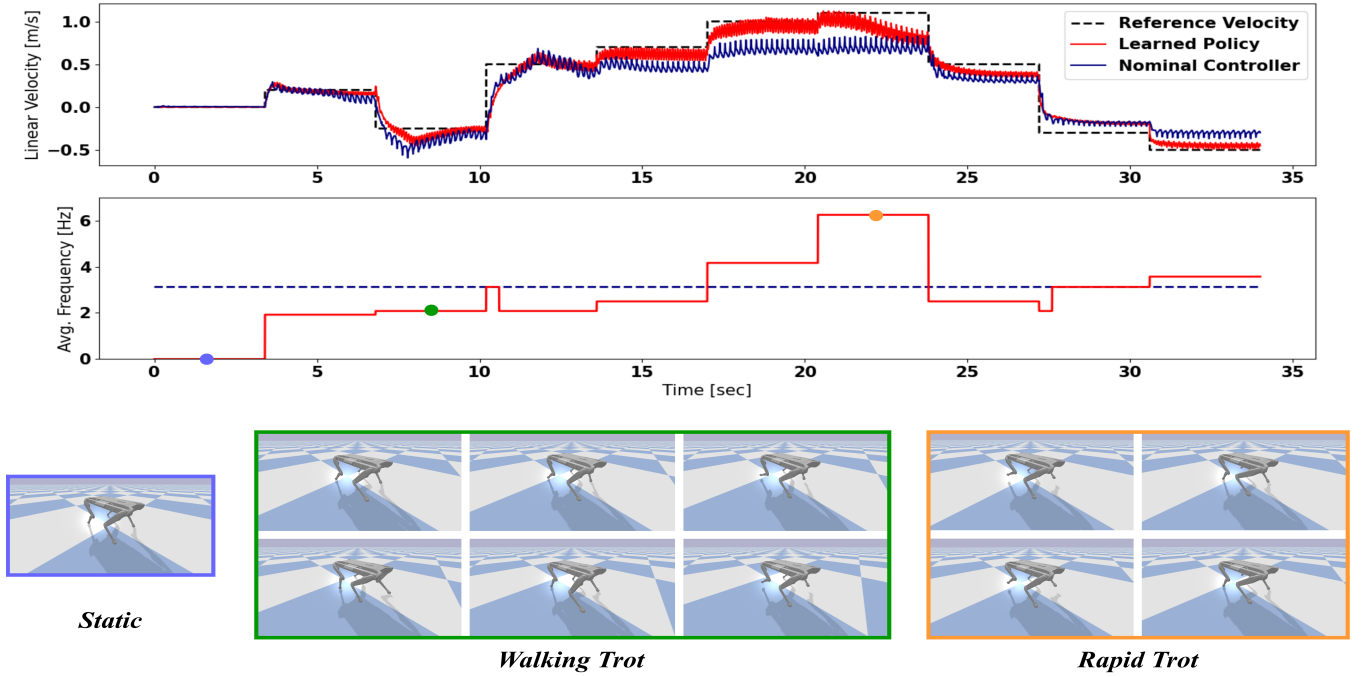 Linear Velocity [m/s]
1.0
0.5
0.0
−0.5
Reference Velocity
Learned Policy
Nominal Controller
0 5 10 15 20 25 30 35
Avg. Frequency [Hz]
6
4
2
0
0 5 10 15 20 25 30 35
Time [sec]
Static
Walking Trot
Rapid Trot